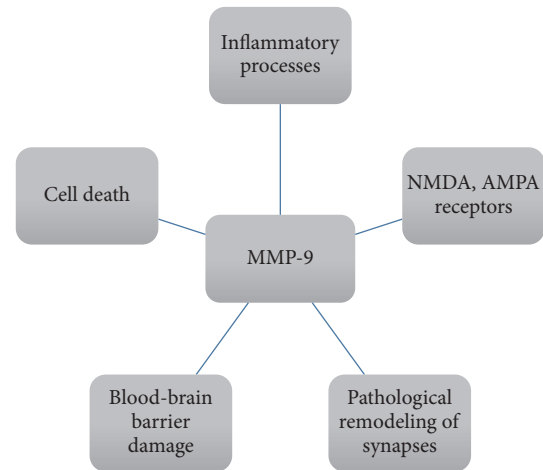 Inflammatory
processes
Cell death
NMDA, AMPA
receptors
MMP-9
Blood-brain
barrier
damage
Pathological
remodeling of
synapses